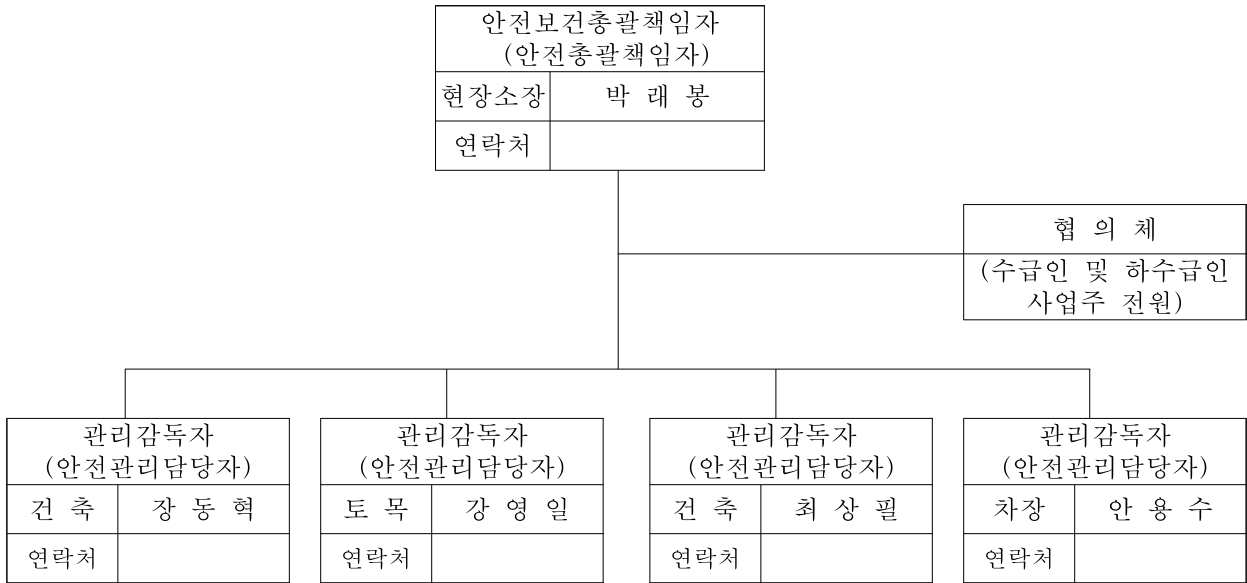 안전보건총괄책임자
(안전총괄책임자)
현장소장 박 래 봉
연락처
협 의 체
(수급인 및 하수급인
사업주 전원)
관리감독자
(안전관리담당자)
건 축 장 동 혁
연락처
관리감독자
(안전관리담당자)
토 목 강 영 일
연락처
관리감독자
(안전관리담당자)
건 축 최 상 필
연락처
관리감독자
(안전관리담당자)
차장 안 용 수
연락처